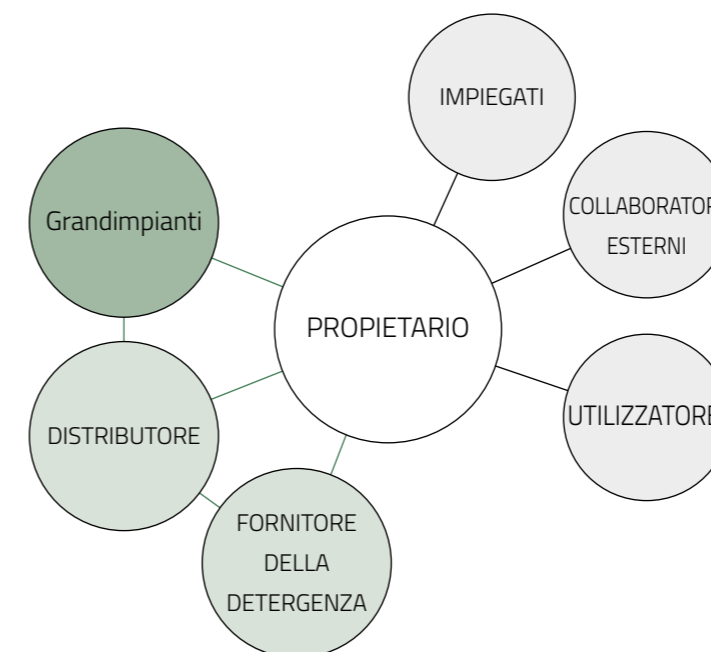 IMPIEGATI
COLLABORATOR
ESTERNI
Grandimpianti
PROPIETARIO
UTILIZZATORE
DISTRIBUTORE
FORNITORE
DELLA
DETERGENZA